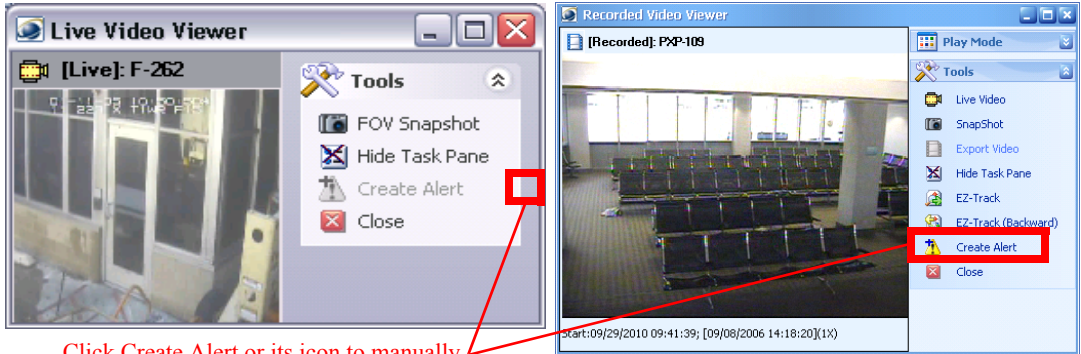 Live Video Viewer
[Live]: F-262
Tools
FOV Snapshot
Hide Task Pane
Create Alert
Close
Recorded Video Viewer
[Recorded]: PXP-109
Play Mode
Tools
Live Video
SnapShot
Export Video
Hide Task Pane
EZ-Track
EZ-Track (Backward)
Create Alert
Close
Start:09/29/2010 09:41:39; [09/08/2006 14:18:20](1X)
Click Create Alert or its icon to manually